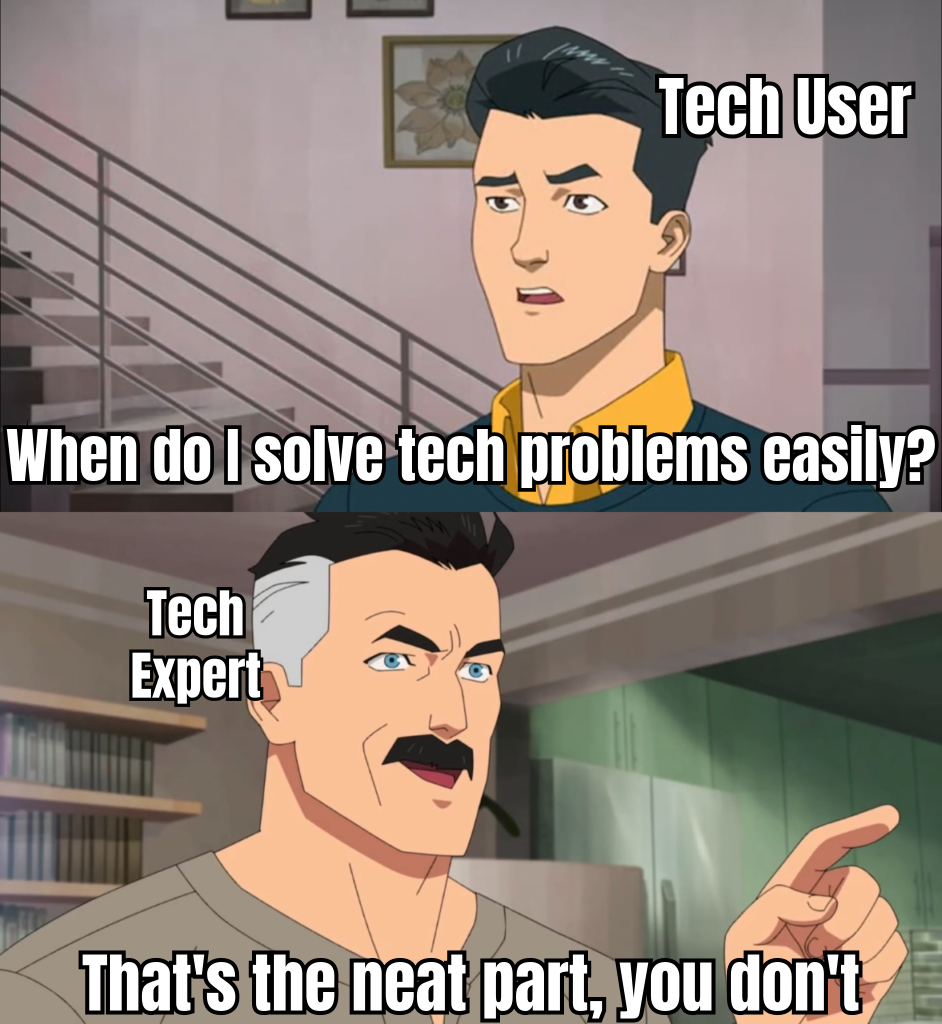 Tech User
When do I solve tech problems easily?
Tech
Expert
That's the neat part, you don't